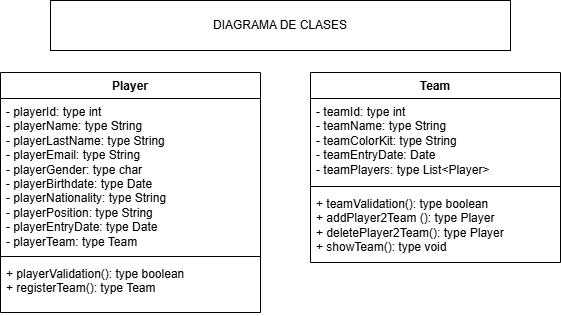 DIAGRAMA DE CLASES
Player
- playerId: type int
- playerName: type String
- playerLastName: type String
- playerEmail: type String
- playerGender: type char
- playerBirthdate: type Date
- playerNationality: type String
- playerPosition: type String
- playerEntryDate: type Date
- playerTeam: type Team
+ playerValidation(): type boolean
+ registerTeam(): type Team
Team
- teamId: type int
- teamName: type String
- teamColorKit: type String
- teamEntryDate: Date
- teamPlayers: type List<Player>
+ teamValidation(): type boolean
+ addPlayer2Team (): type Player
+ deletePlayer2Team(): type Player
+ showTeam(): type void